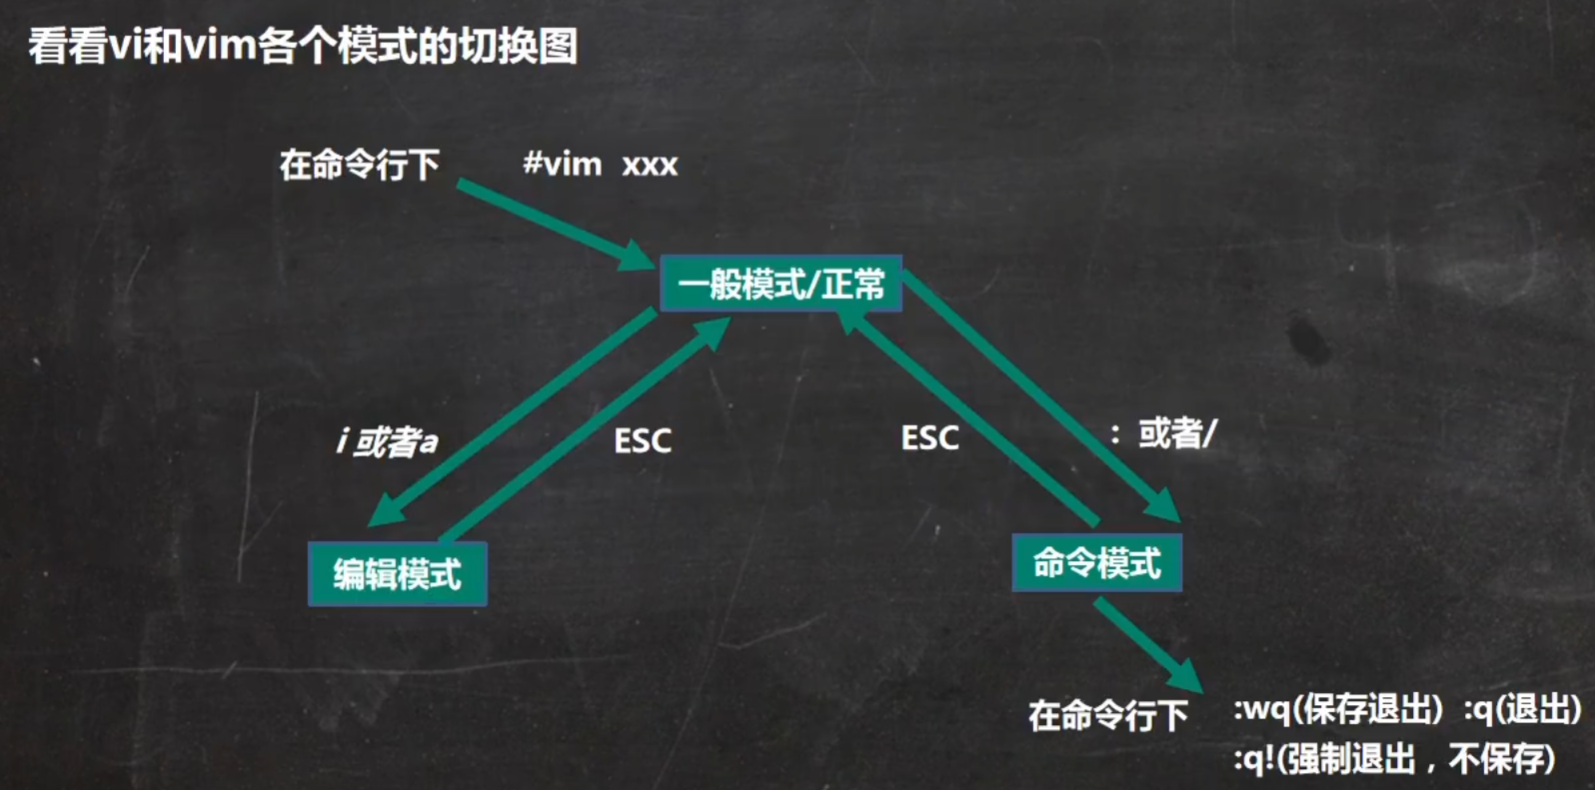 看看vi和vim各个模式的切换图
在命令行下 #vim xxx
一般模式/正常
i 或者a
ESC
ESC
: 或者/
编辑模式
命令模式
在命令行下
:wq(保存退出) :q(退出)
:q!(强制退出，不保存)